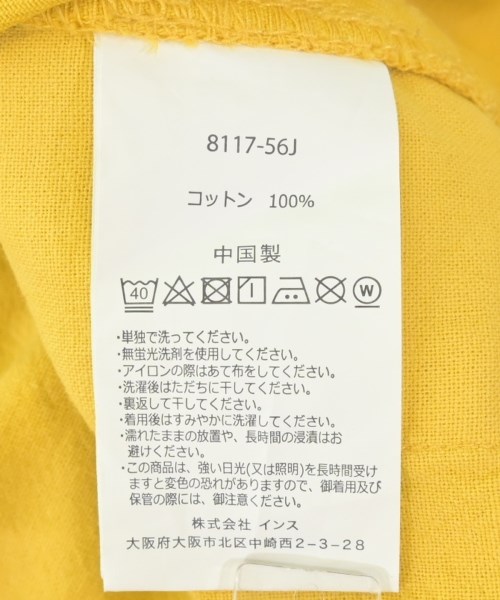 8117-56J
コットン 100%
中国製
40 W
・単独で洗ってください。
・無蛍光洗剤を使用してください。
・アイロンの際はあて布をしてください。
・洗濯後はただちに干してください。
・裏返して干してください。
・着用後はすみやかに洗濯してください。
・濡れたままの放置や、長時間の浸漬はお
避けください。
・この商品は、強い日光(又は照明)を長時間受け
ますと変色の恐れがありますので、御着用及び
保管の際には、御注意ください。
株式会社 インス
大阪府大阪市北区中崎西2-3-28